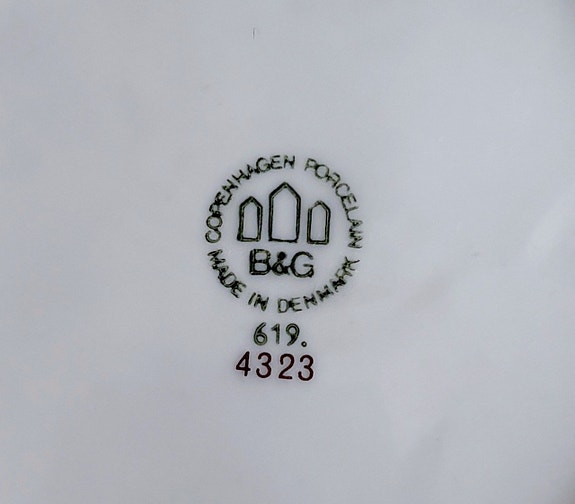 COPENHAGEN PORCELAIN
B&G
MADE IN DENMARK
619.
4323